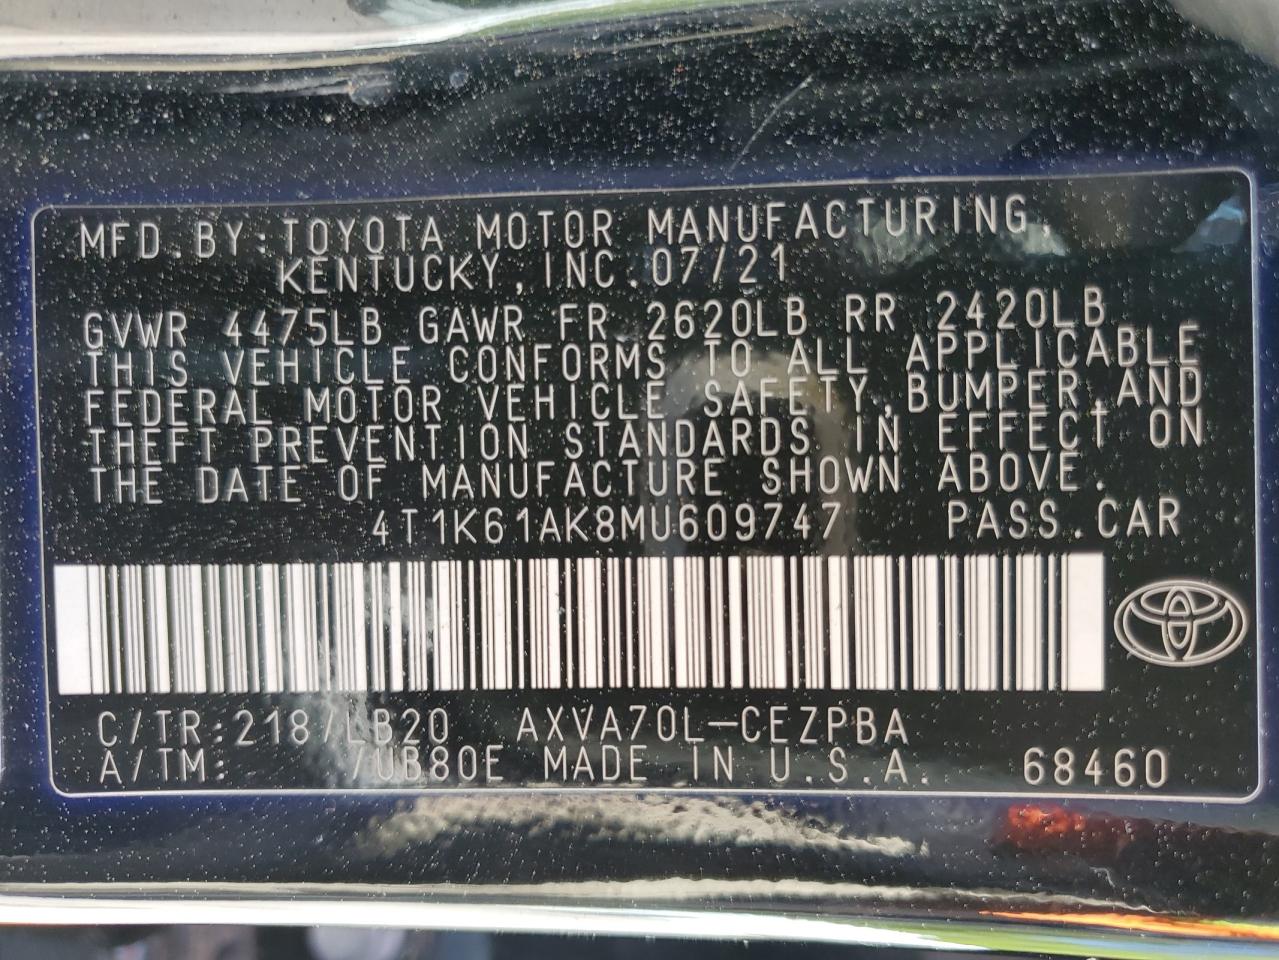 MFD.BY:TOYOTA MOTOR MANUFACTURING,
KENTUCKY,INC.07/21
GVWR 4475LB GAWR FR 2620LB RR 2420LB
THIS VEHICLE CONFORMS TO ALL APPLICABLE
FEDERAL MOTOR VEHICLE SAFETY,BUMPER,AND
THEFT PREVENTION STANDARDS IN EFFECT ON
THE DATE OF MANUFACTURE SHOWN ABOVE.
4T1K61AK8MU609747 PASS.CAR
C/TR:218/LB20 AXVA70L-CEZPBA
A/TM: /UB80E MADE IN U.S.A. 68460